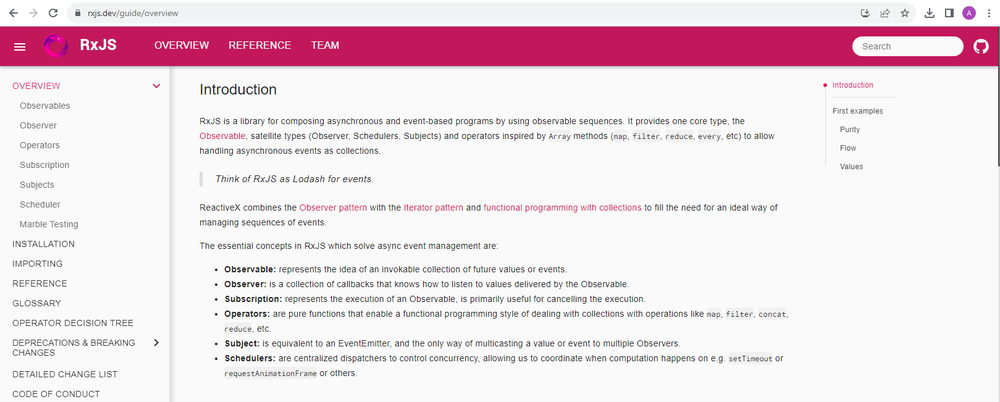 rxjs.dev/guide/overview
A
RxJS
OVERVIEW
REFERENCE
TEAM
Search
OVERVIEW
Observables
Observer
Operators
Subscription
Subjects
Scheduler
Marble Testing
INSTALLATION
IMPORTING
REFERENCE
GLOSSARY
OPERATOR DECISION TREE
DEPRECATIONS & BREAKING
CHANGES
DETAILED CHANGE LIST
CODE OF CONDUCT
Introduction
RxJS is a library for composing asynchronous and event-based programs by using observable sequences. It provides one core type, the
Observable, satellite types (Observer, Schedulers, Subjects) and operators inspired by Array methods (map, filter, reduce, every, etc) to allow
handling asynchronous events as collections.
Think of RxJS as Lodash for events.
ReactiveX combines the Observer pattern with the Iterator pattern and functional programming with collections to fill the need for an ideal way of
managing sequences of events.
The essential concepts in RxJS which solve async event management are:
• Observable: represents the idea of an invokable collection of future values or events.
• Observer: is a collection of callbacks that knows how to listen to values delivered by the Observable.
• Subscription: represents the execution of an Observable, is primarily useful for cancelling the execution.
• Operators: are pure functions that enable a functional programming style of dealing with collections with operations like map, filter, concat,
reduce, etc.
• Subject: is equivalent to an EventEmitter, and the only way of multicasting a value or event to multiple Observers.
• Schedulers: are centralized dispatchers to control concurrency, allowing us to coordinate when computation happens on e.g. setTimeout or
requestAnimationFrame or others.
Introduction
First examples
Purity
Flow
Values